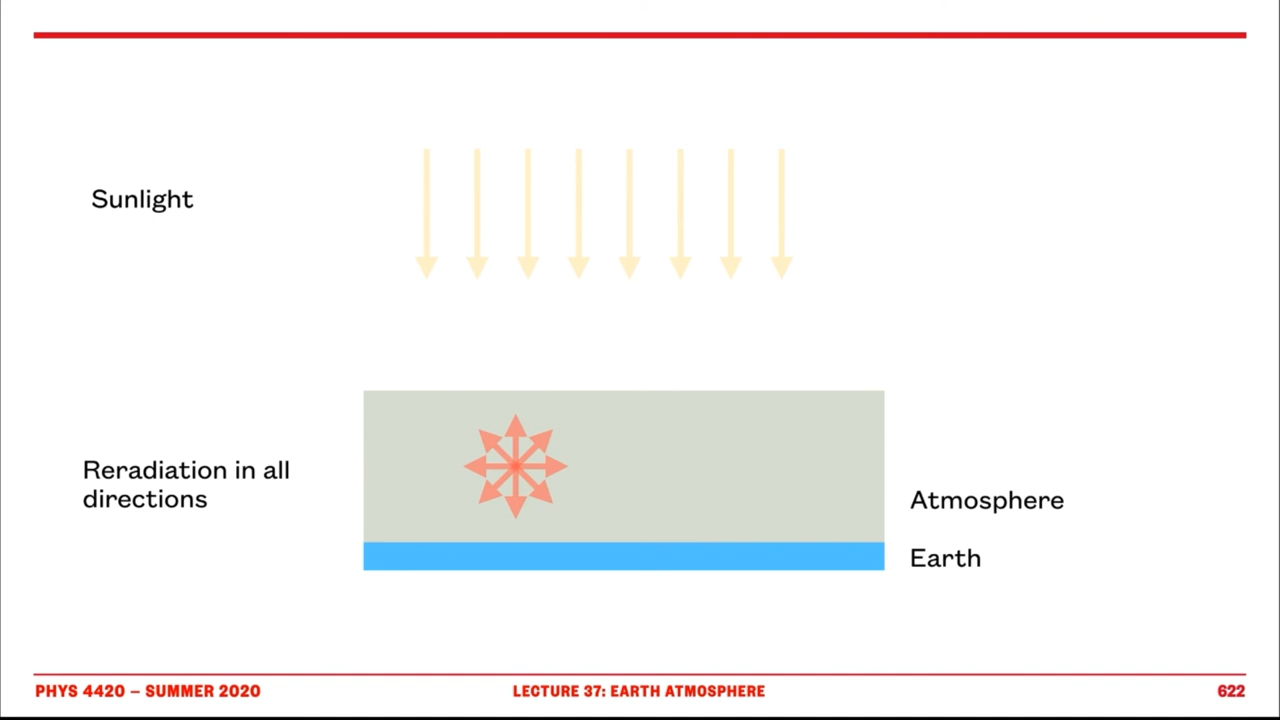 Sunlight
Reradiation in all
directions
Atmosphere
Earth
PHYS 4420 – SUMMER 2020
LECTURE 37: EARTH ATMOSPHERE
622